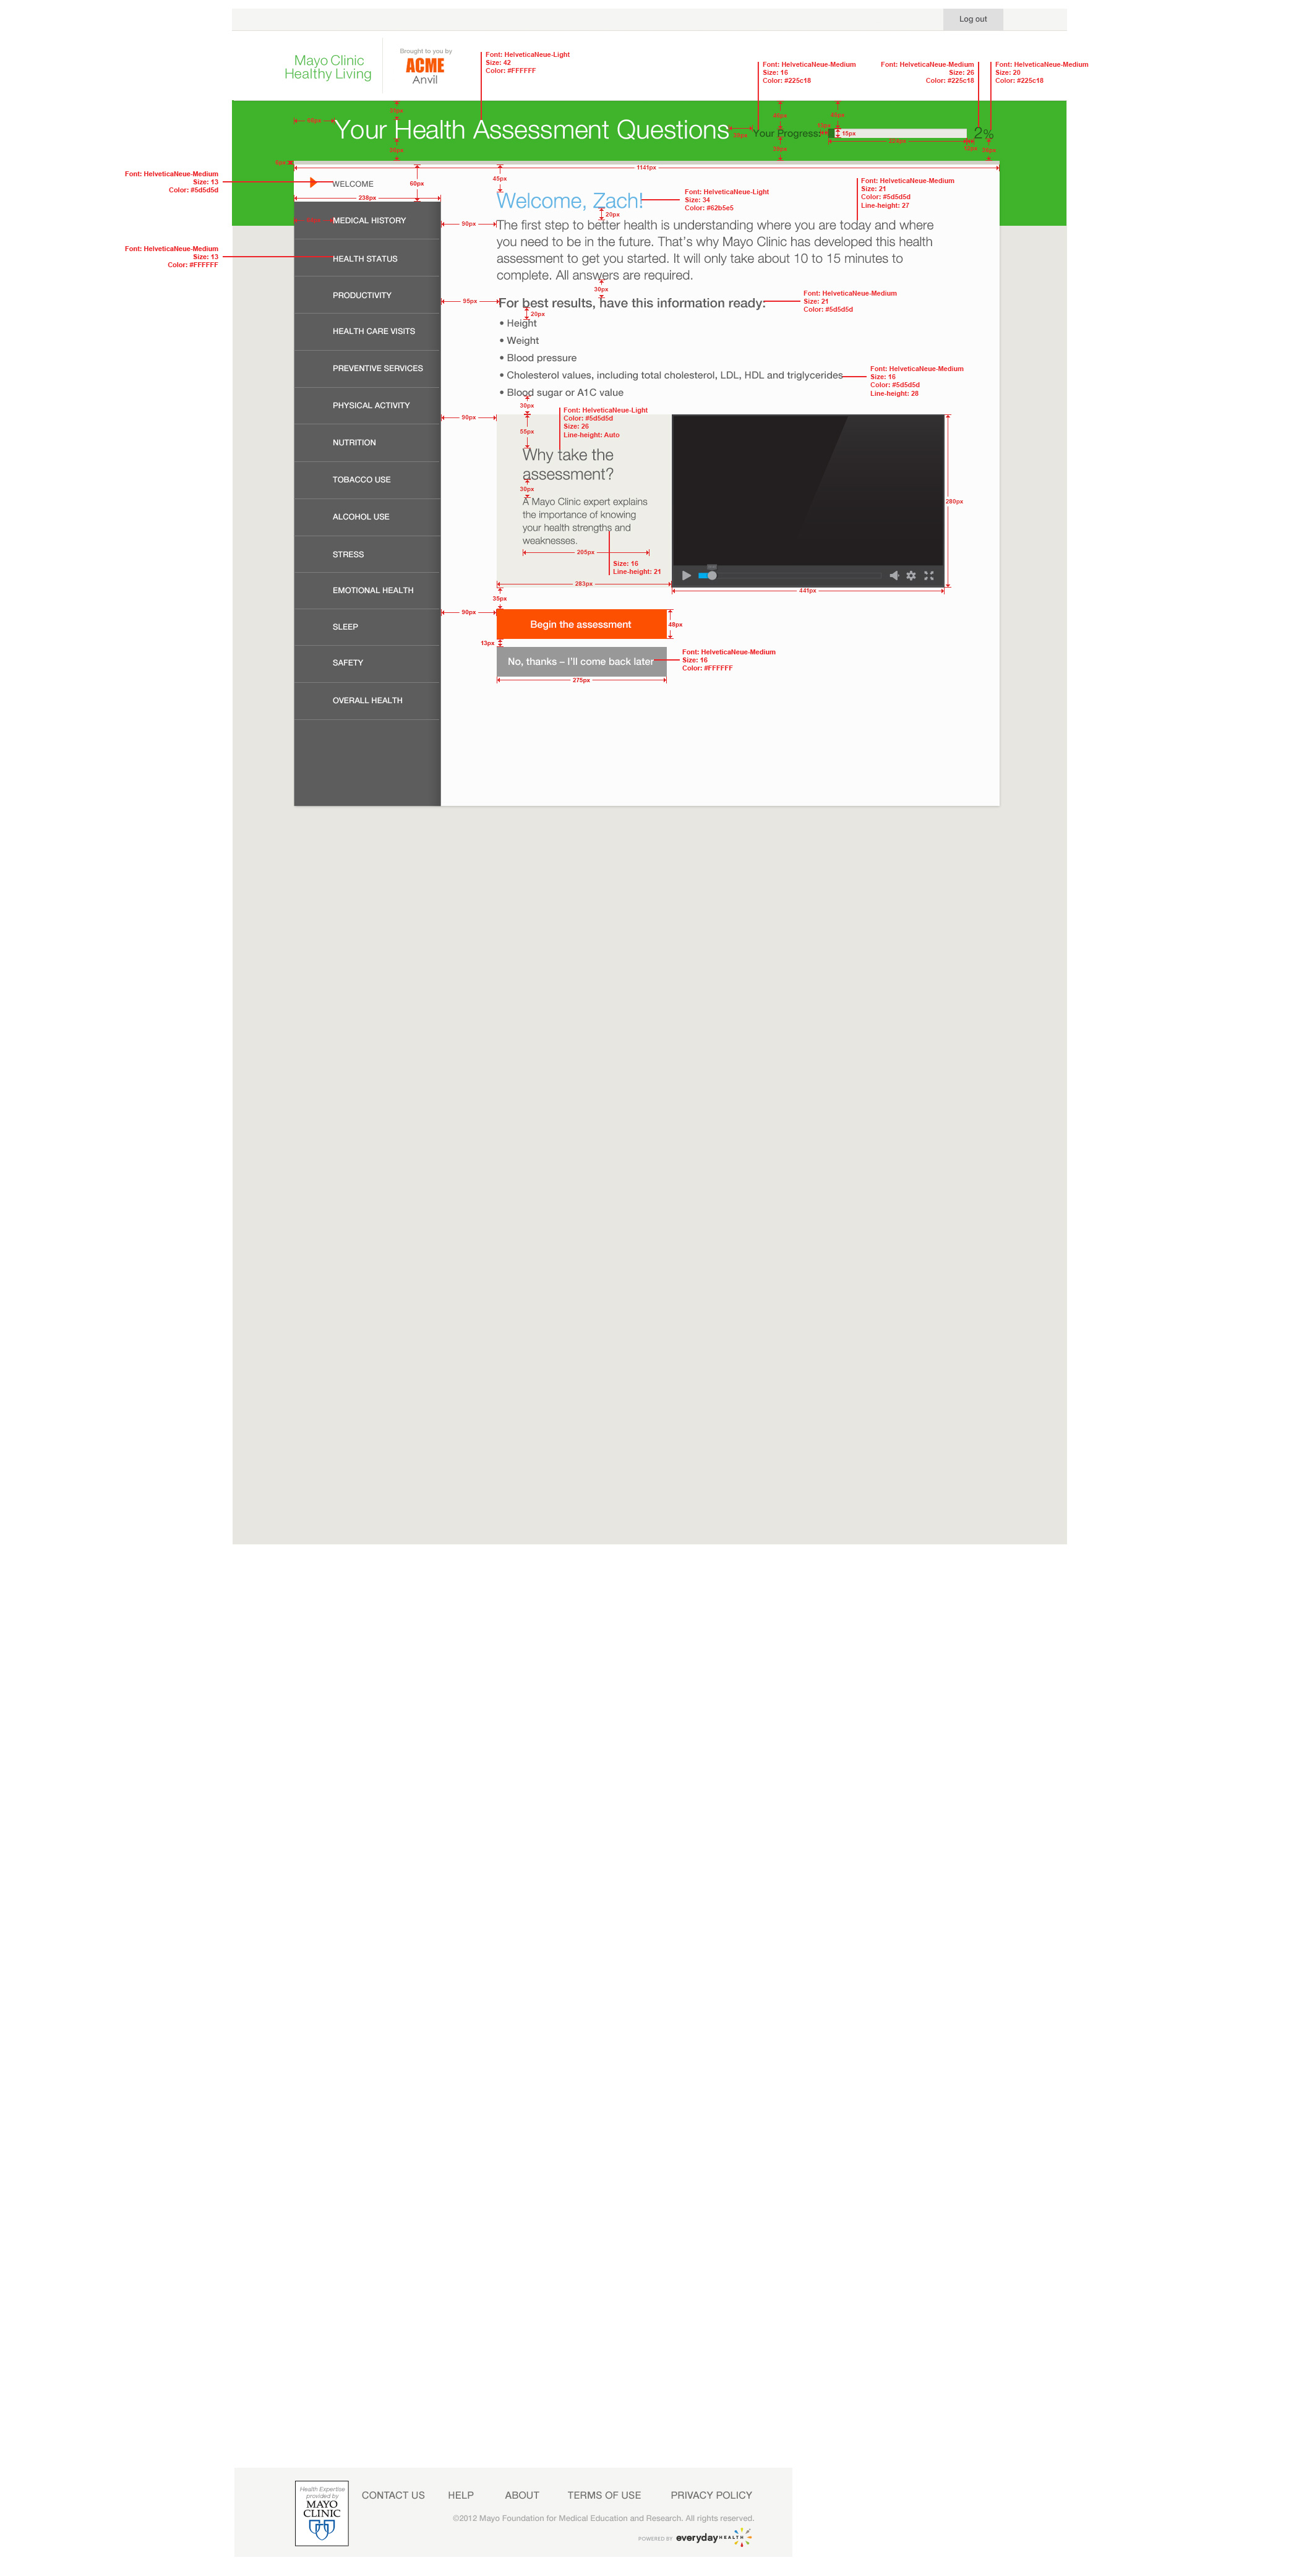 Log out
Mayo Clinic
Healthy Living
Brought to you by
ACME
Anvil
Font: HelveticaNeue-Light
Size: 42
Color: #FFFFFF
Font: HelveticaNeue-Medium
Size: 16
Color: #225c18
Font: HelveticaNeue-Medium
Size: 26
Color: #225c18
Font: HelveticaNeue-Medium
Size: 20
Color: #225c18
Your Health Assessment Questions
Your Progress:
15px
2%
1141px
Font: HelveticaNeue-Medium
Size: 13
Color: #5d5d5d
WELCOME
60px
238px
45px
Welcome, Zach!
Font: HelveticaNeue-Light
Size: 34
Color: #62b5e5
Font: HelveticaNeue-Medium
Size: 21
Color: #5d5d5d
Line-height: 27
20px
MEDICAL HISTORY
90px
The first step to better health is understanding where you are today and where
you need to be in the future. That's why Mayo Clinic has developed this health
assessment to get you started. It will only take about 10 to 15 minutes to
complete. All answers are required.
Font: HelveticaNeue-Medium
Size: 13
Color: #FFFFFF
HEALTH STATUS
30px
PRODUCTIVITY
95px
For best results, have this information ready:
Font: HelveticaNeue-Medium
Size: 21
Color: #5d5d5d
20px
• Height
• Weight
• Blood pressure
• Cholesterol values, including total cholesterol, LDL, HDL and triglycerides
• Blood sugar or A1C value
Font: HelveticaNeue-Medium
Size: 16
Color: #5d5d5d
Line-height: 28
HEALTH CARE VISITS
PREVENTIVE SERVICES
PHYSICAL ACTIVITY
30px
Font: HelveticaNeue-Light
Color: #5d5d5d
Size: 26
Line-height: Auto
90px
55px
NUTRITION
Why take the
assessment?
TOBACCO USE
30px
A Mayo Clinic expert explains
the importance of knowing
your health strengths and
weaknesses.
280px
ALCOHOL USE
205px
STRESS
Size: 16
Line-height: 21
283px
441px
EMOTIONAL HEALTH
35px
90px
Begin the assessment
48px
SLEEP
13px
No, thanks – I'll come back later
Font: HelveticaNeue-Medium
Size: 16
Color: #FFFFFF
275px
SAFETY
OVERALL HEALTH
Health Expertise
provided by
MAYO
CLINIC
CONTACT US HELP ABOUT TERMS OF USE PRIVACY POLICY
©2012 Mayo Foundation for Medical Education and Research. All rights reserved.
POWERED BY everydayHEALTH